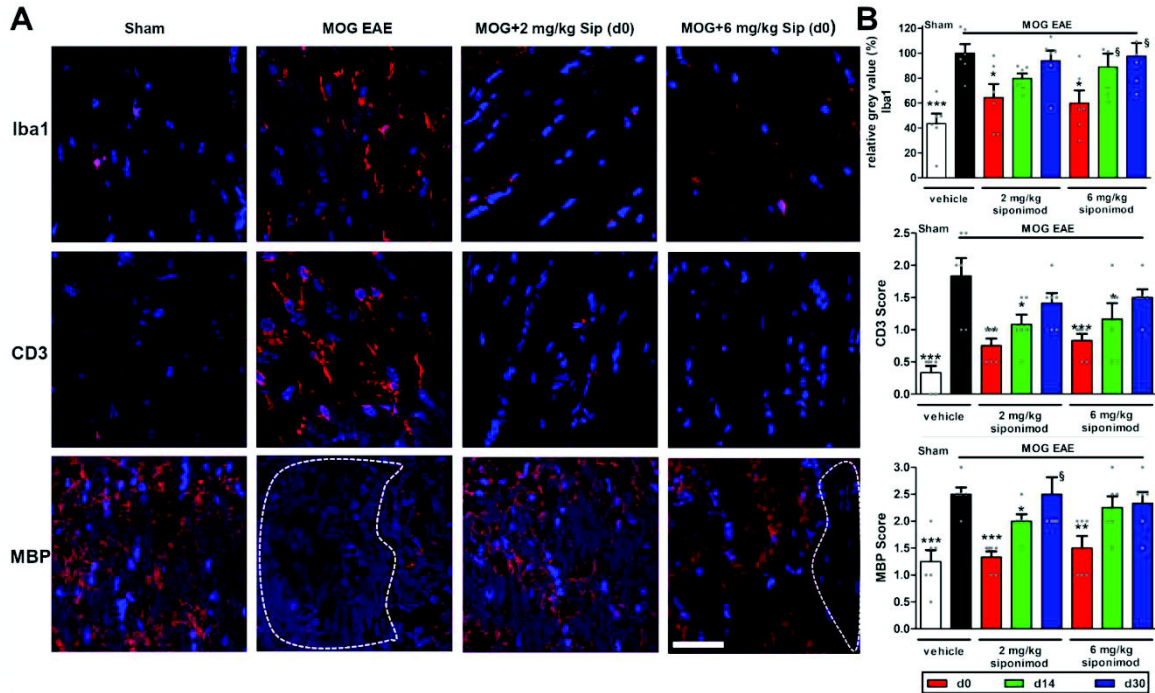 A
Sham
MOG EAE
MOG+2 mg/kg Sip (d0)
MOG+6 mg/kg Sip (d0)
Iba1
CD3
MBP
B
Sham
MOG EAE
relative grey value (%)
Iba1
120
100
80
60
40
20
0
***
*
*
§
§
vehicle
2 mg/kg
siponimod
6 mg/kg
siponimod
Sham
MOG EAE
CD3 Score
2.5
2.0
1.5
1.0
0.5
0.0
***
***
*
***
*
vehicle
2 mg/kg
siponimod
6 mg/kg
siponimod
Sham
MOG EAE
MBP Score
3.0
2.5
2.0
1.5
1.0
0.5
0.0
***
***
*
§
**
vehicle
2 mg/kg
siponimod
6 mg/kg
siponimod
d0
d14
d30